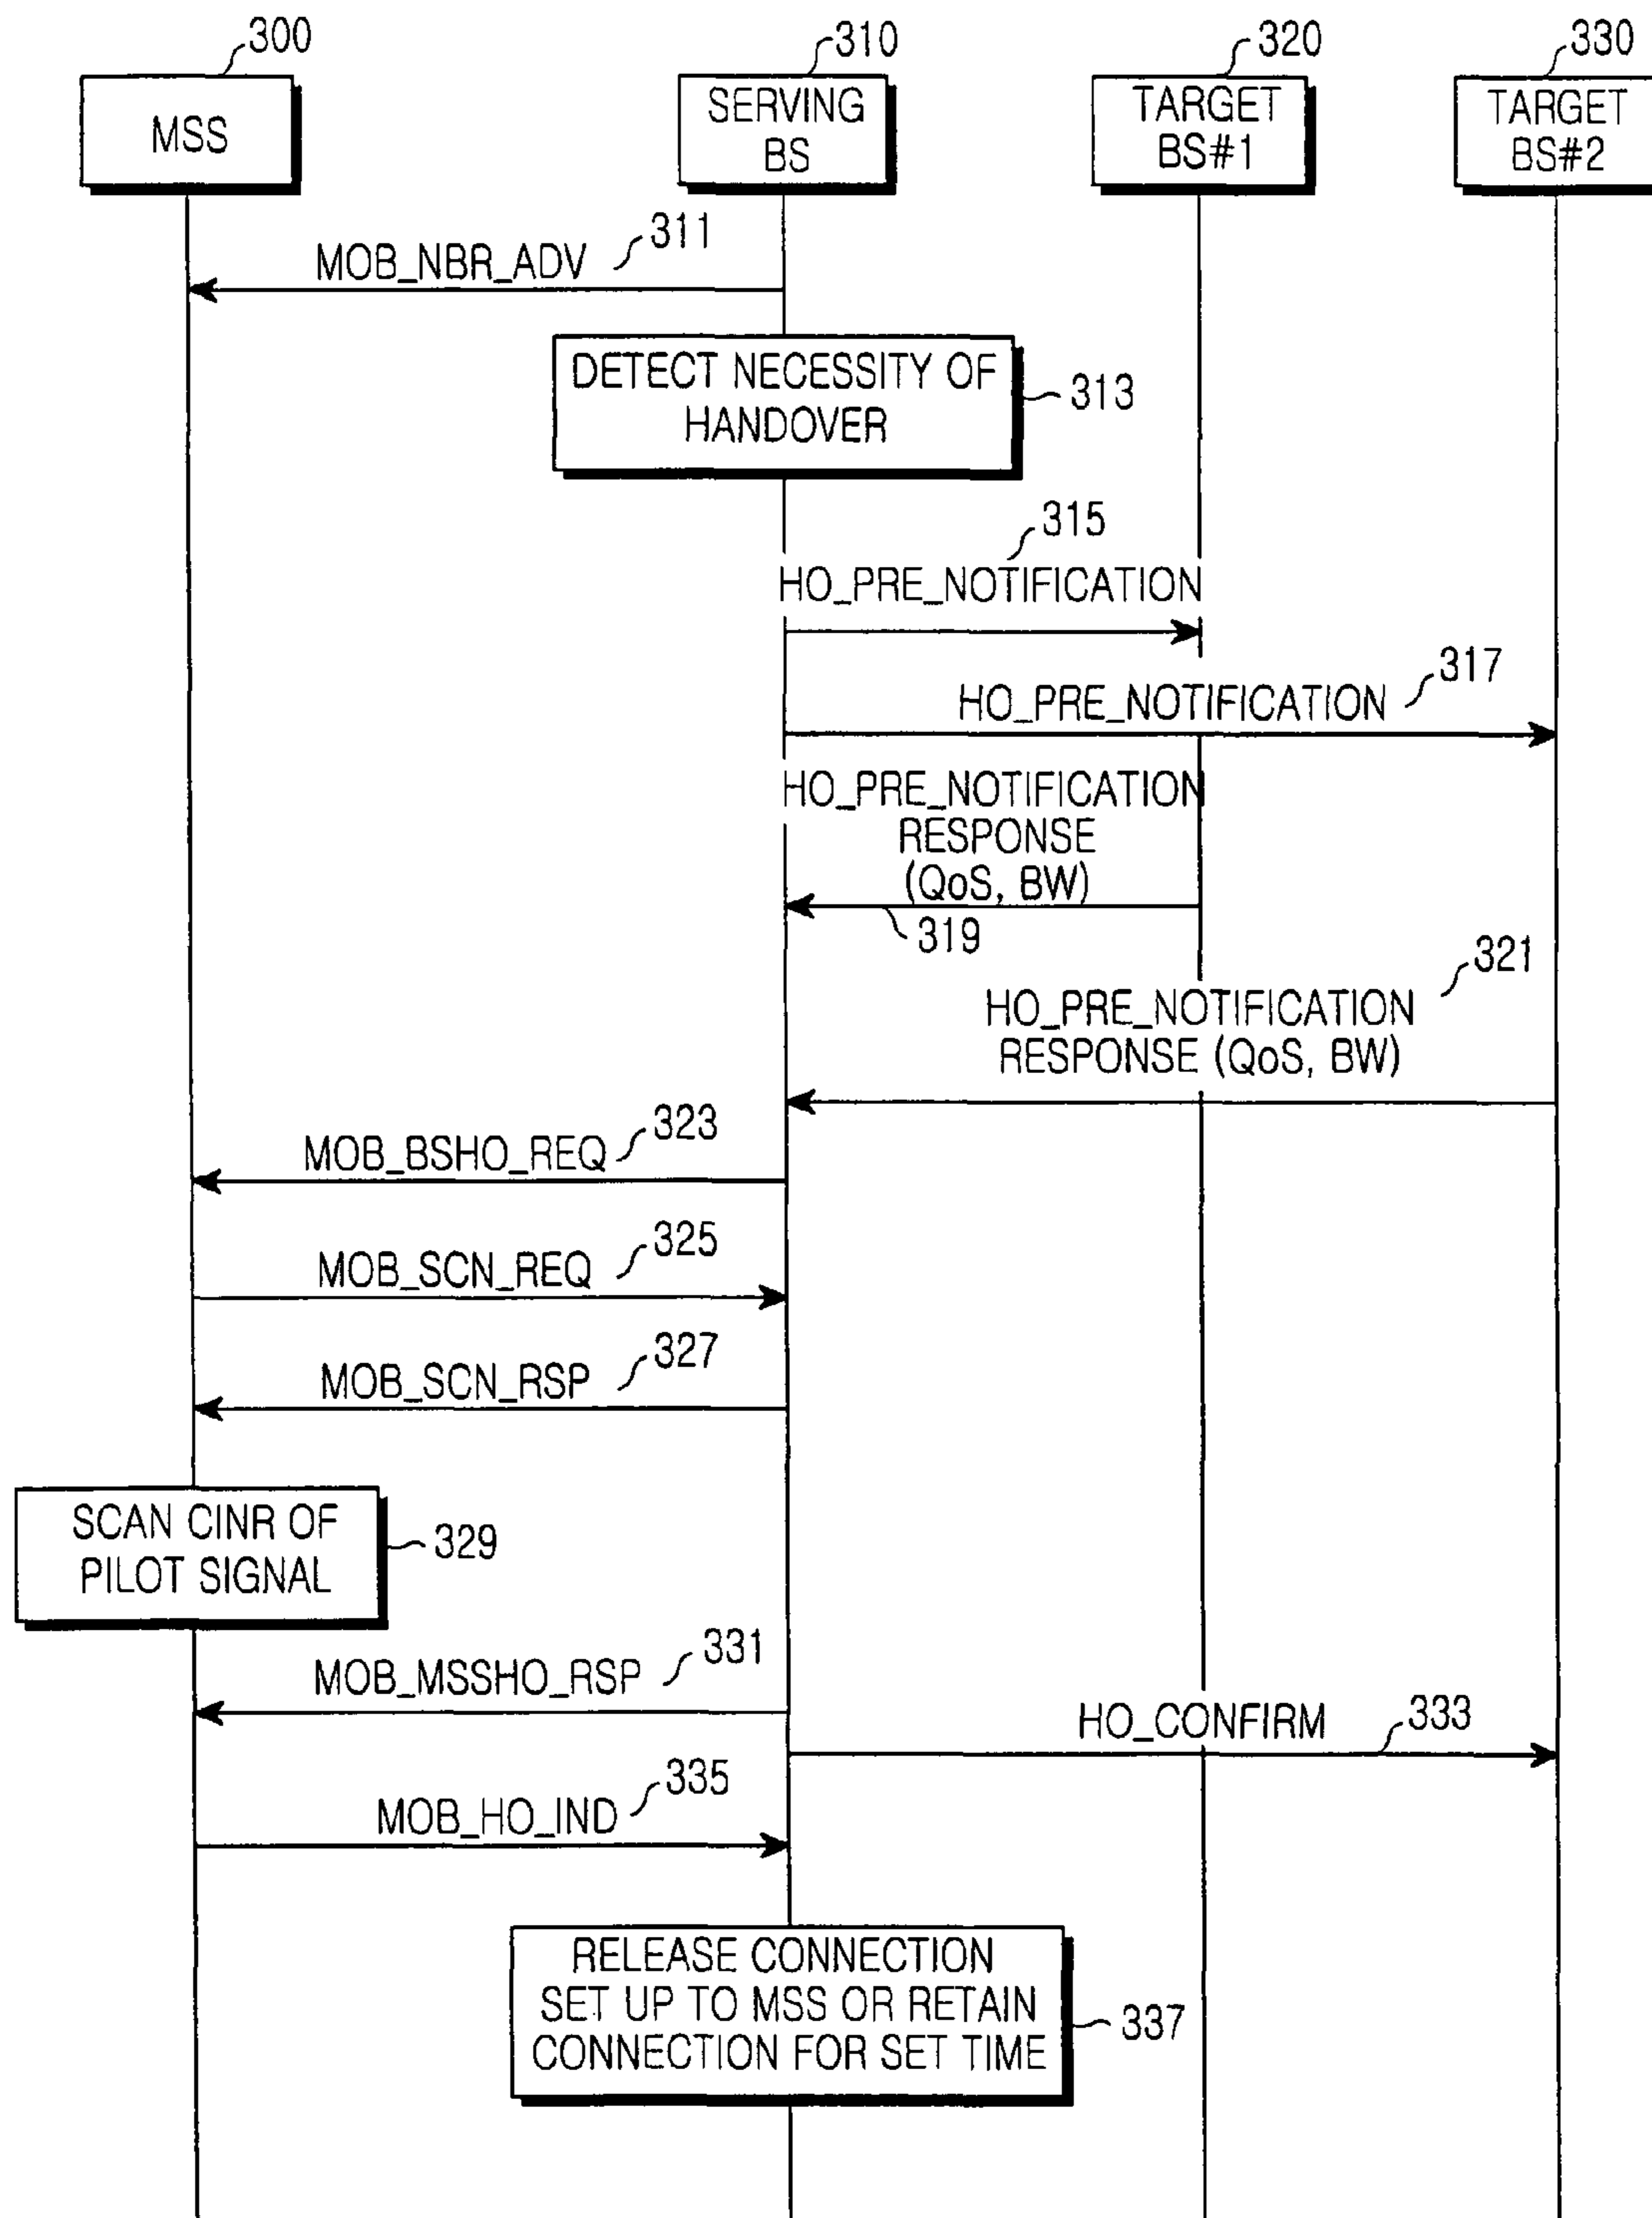 300
310
320
330
MSS
SERVING
BS
TARGET
BS#1
TARGET
BS#2
MOB_NBR_ADV
311
DETECT NECESSITY OF
HANDOVER
313
315
HO_PRE_NOTIFICATION
HO_PRE_NOTIFICATION
317
HO_PRE_NOTIFICATION
RESPONSE
(QoS, BW)
319
321
HO_PRE_NOTIFICATION
RESPONSE (QoS, BW)
MOB_BSHO_REQ
323
MOB_SCN_REQ
325
MOB_SCN_RSP
327
SCAN CINR OF
PILOT SIGNAL
329
MOB_MSSHO_RSP
331
HO_CONFIRM
333
MOB_HO_IND
335
RELEASE CONNECTION
SET UP TO MSS OR RETAIN
CONNECTION FOR SET TIME
337